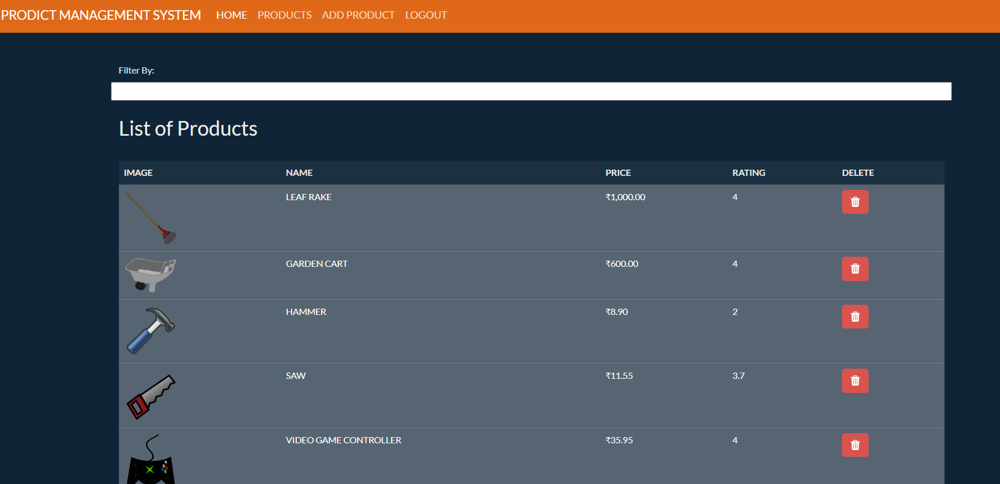 PRODICT MANAGEMENT SYSTEM HOME PRODUCTS ADD PRODUCT LOGOUT
Filter By:
List of Products
IMAGE NAME PRICE RATING DELETE
LEAF RAKE ₹1,000.00 4
GARDEN CART ₹600.00 4
HAMMER ₹8.90 2
SAW ₹11.55 3.7
VIDEO GAME CONTROLLER ₹35.95 4